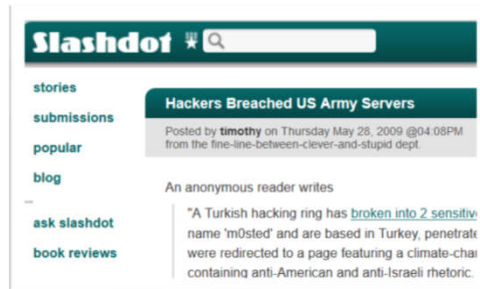 Slashdot
stories
submissions
popular
blog
ask slashdot
book reviews
Hackers Breached US Army Servers
Posted by timothy on Thursday May 28, 2009 @04:08PM
from the fine-line-between-clever-and-stupid dept.
An anonymous reader writes
"A Turkish hacking ring has broken into 2 sensitiv
name 'm0sted' and are based in Turkey, penetrate
were redirected to a page featuring a climate-cha
containing anti-American and anti-Israeli rhetoric.